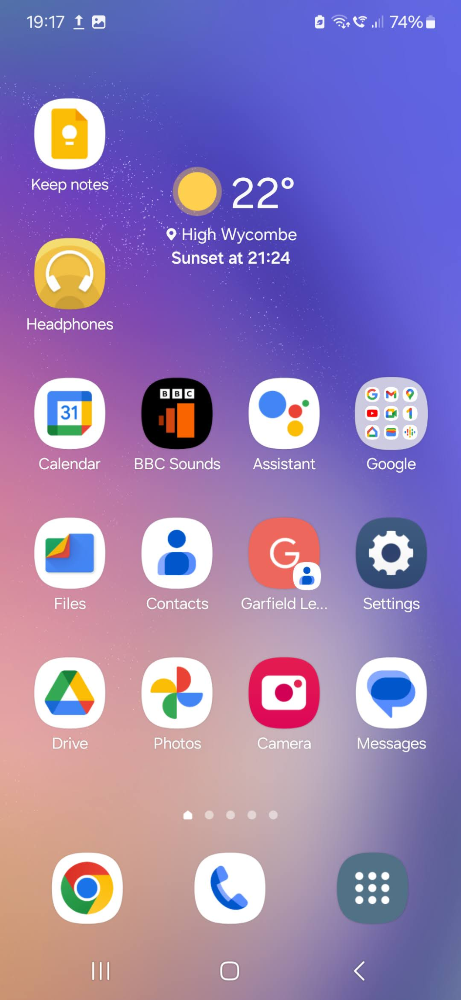 19:17
74%
Keep notes
22°
High Wycombe
Sunset at 21:24
Headphones
31
BBC
Calendar
BBC Sounds
Assistant
Google
G
Files
Contacts
Garfield Le...
Settings
Drive
Photos
Camera
Messages